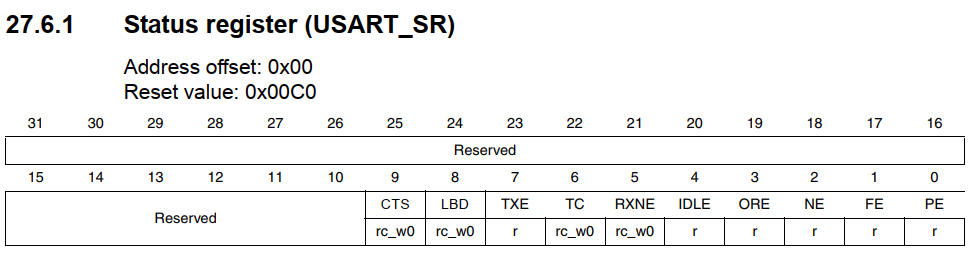 27.6.1 Status register (USART_SR)
Address offset: 0x00
Reset value: 0x00C0
31 30 29 28 27 26 25 24 23 22 21 20 19 18 17 16
Reserved
15 14 13 12 11 10 9 8 7 6 5 4 3 2 1 0
Reserved CTS LBD TXE TC RXNE IDLE ORE NE FE PE
rc_w0 rc_w0 r rc_w0 rc_w0 r r r r r